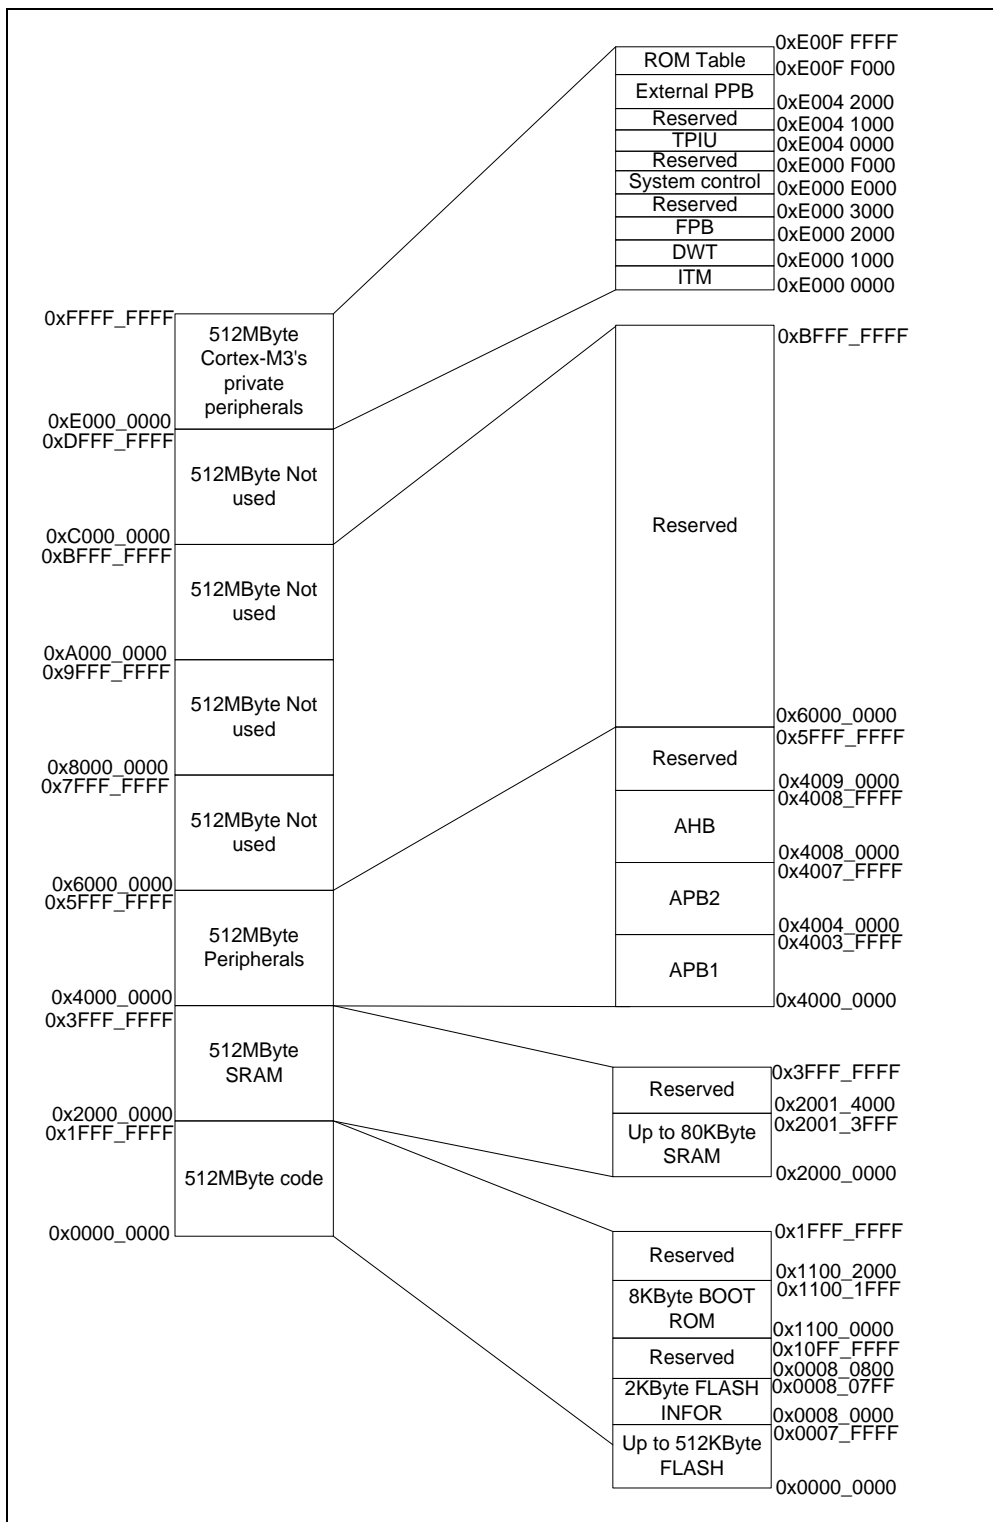 0xE00F FFFF
ROM Table
0xE00F F000
External PPB
0xE004 2000
Reserved
0xE004 1000
TPIU
0xE004 0000
Reserved
0xE000 F000
System control
0xE000 E000
Reserved
0xE000 3000
FPB
0xE000 2000
DWT
0xE000 1000
ITM
0xE000 0000
0xFFFF_FFFF
512MByte
Cortex-M3's
private
peripherals
0xE000_0000
0xDFFF_FFFF
512MByte Not
used
0xC000_0000
0xBFFF_FFFF
512MByte Not
used
0xA000_0000
0x9FFF_FFFF
512MByte Not
used
0x8000_0000
0x7FFF_FFFF
512MByte Not
used
0x6000_0000
0x5FFF_FFFF
512MByte
Peripherals
0x4000_0000
0x3FFF_FFFF
512MByte
SRAM
0x2000_0000
0x1FFF_FFFF
512MByte code
0x0000_0000
0xBFFF_FFFF
Reserved
0x6000_0000
0x5FFF_FFFF
Reserved
0x4009_0000
0x4008_FFFF
AHB
0x4008_0000
0x4007_FFFF
APB2
0x4004_0000
0x4003_FFFF
APB1
0x4000_0000
0x3FFF_FFFF
Reserved
0x2001_4000
0x2001_3FFF
Up to 80KByte
SRAM
0x2000_0000
0x1FFF_FFFF
Reserved
0x1100_2000
0x1100_1FFF
8KByte BOOT
ROM
0x1100_0000
0x10FF_FFFF
Reserved
0x0008_0800
0x0008_07FF
2KByte FLASH
INFOR
0x0008_0000
0x0007_FFFF
Up to 512KByte
FLASH
0x0000_0000